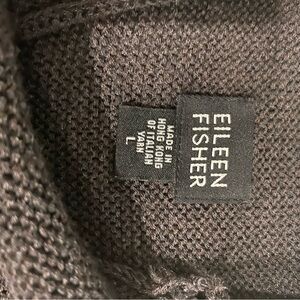 EILEEN
FISHER
MADE IN
HONG KONG
OF ITALIAN
YARN
L